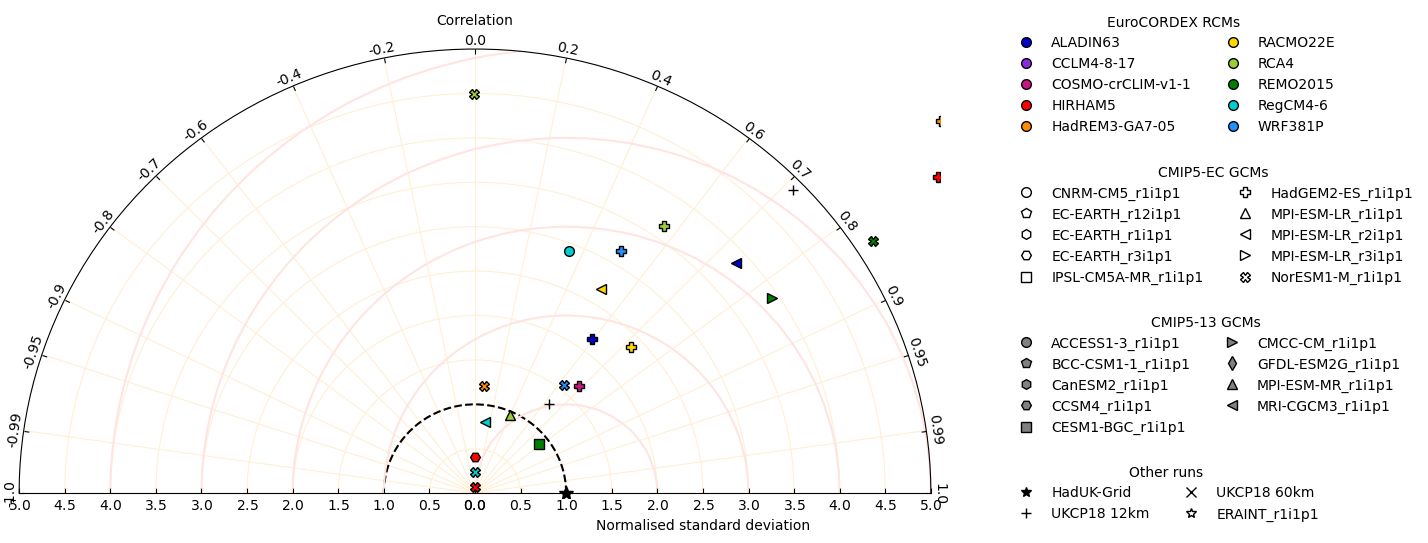 Correlation
0.0
-0.2
0.2
-0.4
0.4
-0.6
0.6
-0.7
0.7
-0.8
0.8
-0.9
0.9
-0.95
0.95
-0.99
0.99
-1.0
1.0
5.0 4.5 4.0 3.5 3.0 2.5 2.0 1.5 1.0 0.5 0.0 0.5 1.0 1.5 2.0 2.5 3.0 3.5 4.0 4.5 5.0
Normalised standard deviation
EuroCORDEX RCMs
ALADIN63 RACMO22E
CCLM4-8-17 RCA4
COSMO-crCLIM-v1-1 REMO2015
HIRHAM5 RegCM4-6
HadREM3-GA7-05 WRF381P
CMIP5-EC GCMs
CNRM-CM5_r1i1p1 HadGEM2-ES_r1i1p1
EC-EARTH_r12i1p1 MPI-ESM-LR_r1i1p1
EC-EARTH_r1i1p1 MPI-ESM-LR_r2i1p1
EC-EARTH_r3i1p1 MPI-ESM-LR_r3i1p1
IPSL-CM5A-MR_r1i1p1 NorESM1-M_r1i1p1
CMIP5-13 GCMs
ACCESS1-3_r1i1p1 CMCC-CM_r1i1p1
BCC-CSM1-1_r1i1p1 GFDL-ESM2G_r1i1p1
CanESM2_r1i1p1 MPI-ESM-MR_r1i1p1
CCSM4_r1i1p1 MRI-CGCM3_r1i1p1
CESM1-BGC_r1i1p1
Other runs
HadUK-Grid UKCP18 60km
UKCP18 12km ERAINT_r1i1p1